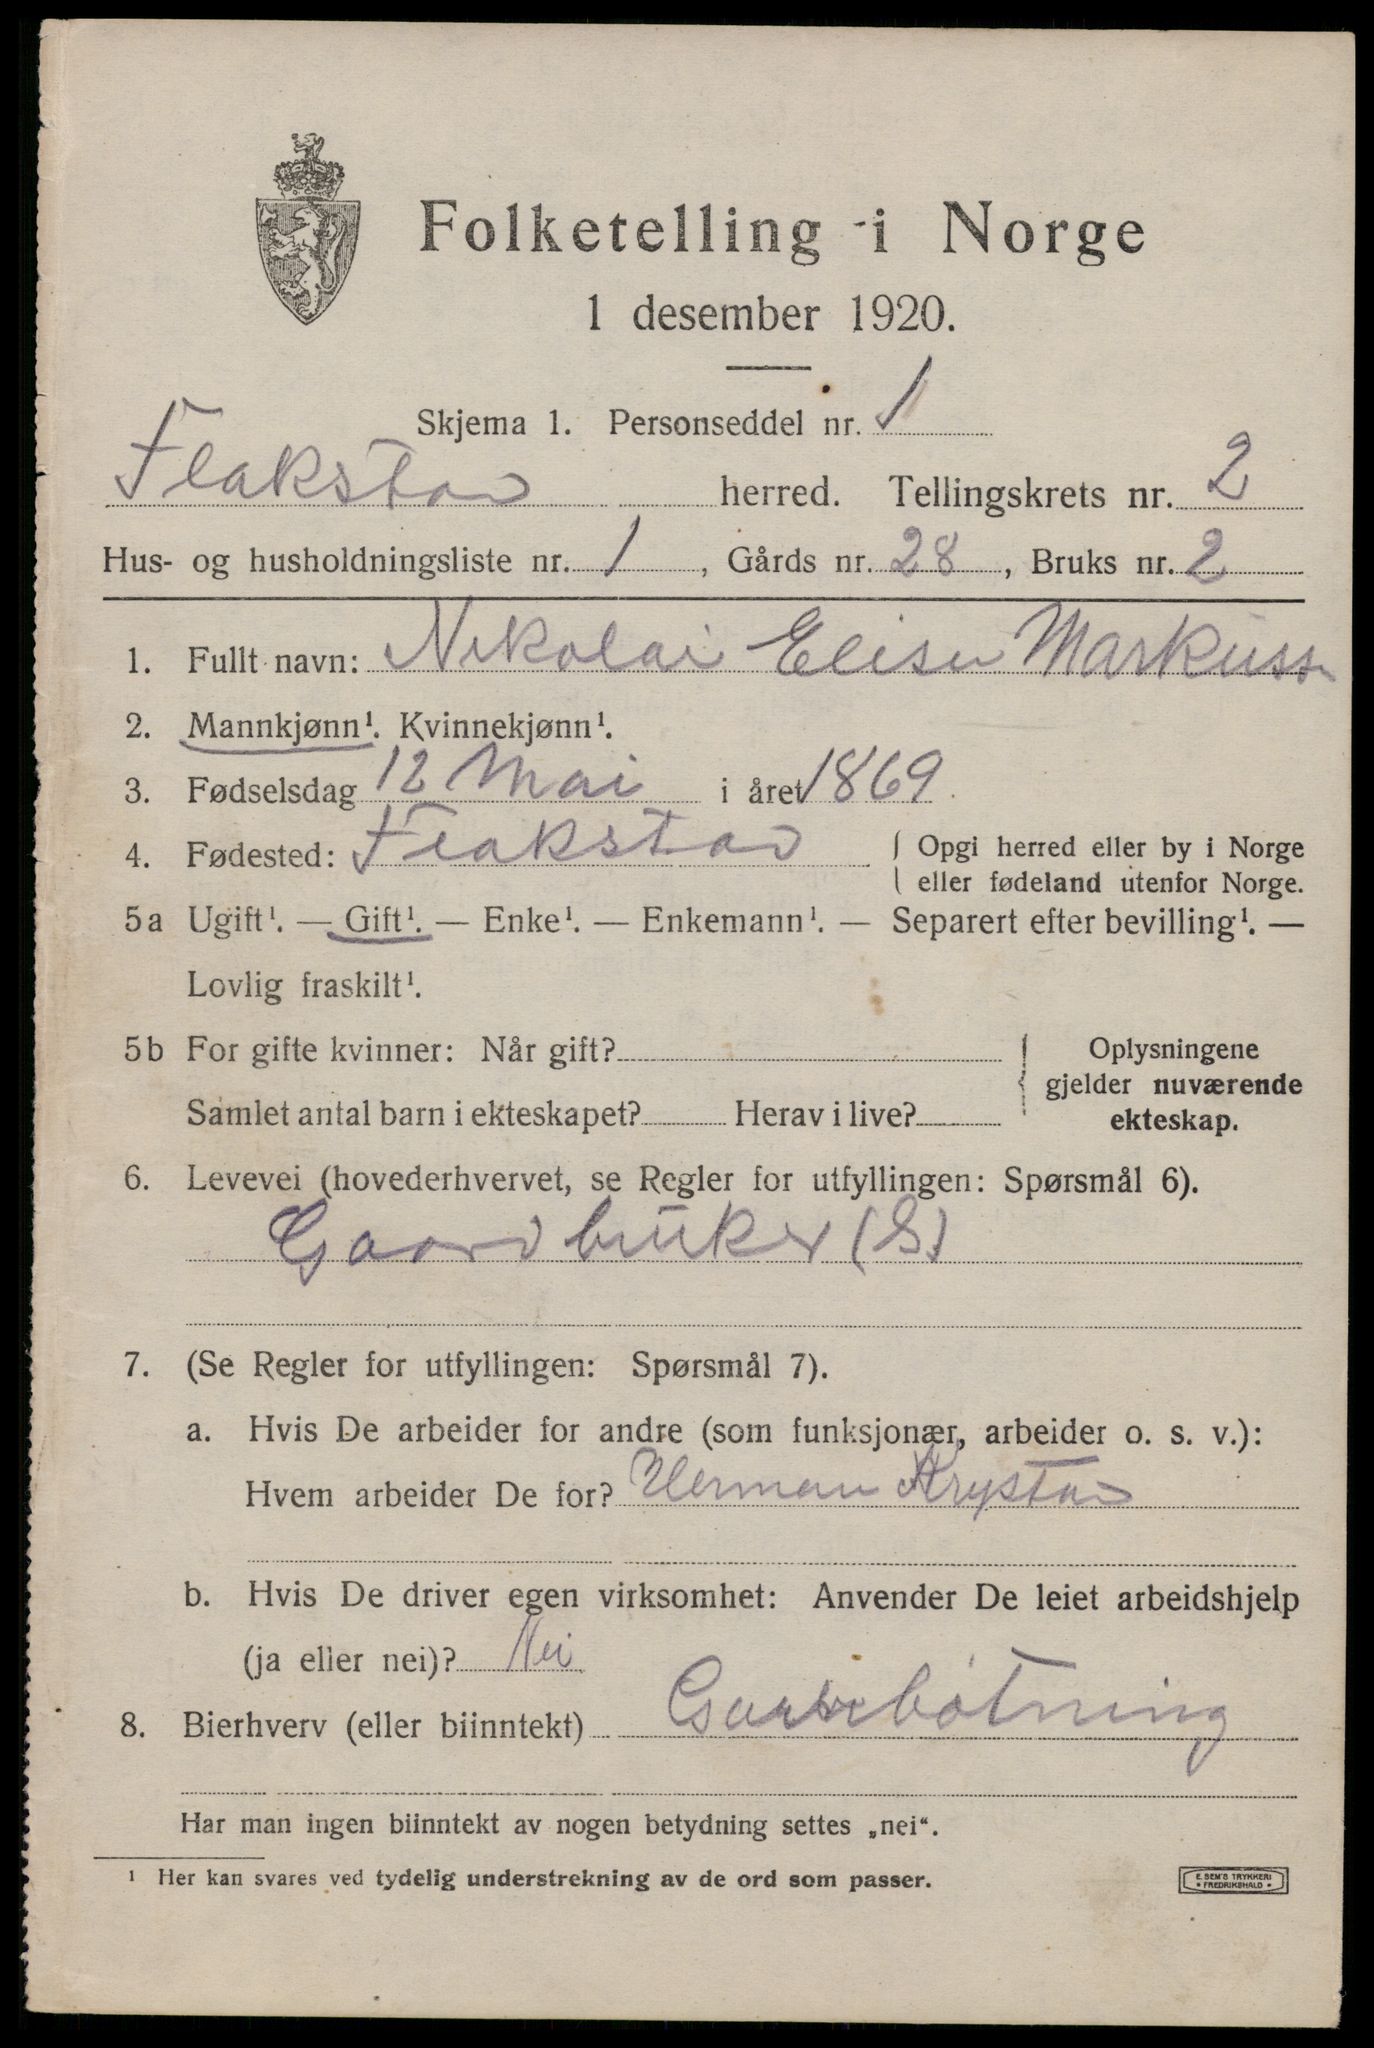 Folketelling i Norge
1 desember 1920.
Skjema 1. Personseddel nr. 1
Flakstad herred. Tellingskrets nr. 2
Hus- og husholdningsliste nr. 1, Gårds nr. 28, Bruks nr. 2
1. Fullt navn: Nikolai Eliseu Markussn
2. Mannkjønn¹. Kvinnekjønn¹.
3. Fødselsdag 12 Mai i året 1869
4. Fødested: Flakstad { Opgi herred eller by i Norge
eller fødeland utenfor Norge.
5a Ugift¹. — Gift¹. — Enke¹. — Enkemann¹. — Separert efter bevilling¹. —
Lovlig fraskilt¹.
5b For gifte kvinner: Når gift? { Oplysningene
gjelder nuværende
Samlet antal barn i ekteskapet? Herav i live? ekteskap.
6. Levevei (hovederhvervet, se Regler for utfyllingen: Spørsmål 6).
Gaardbruker (S)
7. (Se Regler for utfyllingen: Spørsmål 7).
a. Hvis De arbeider for andre (som funksjonær, arbeider o. s. v.):
Hvem arbeider De for? Herman Krystad
b. Hvis De driver egen virksomhet: Anvender De leiet arbeidshjelp
(ja eller nei)? Nei
8. Bierhverv (eller biinntekt)
Har man ingen biinntekt av nogen betydning settes „nei“.
¹ Her kan svares ved tydelig understrekning av de ord som passer.
E. SEM'S TRYKKERI
• FREDRIKSHALD •